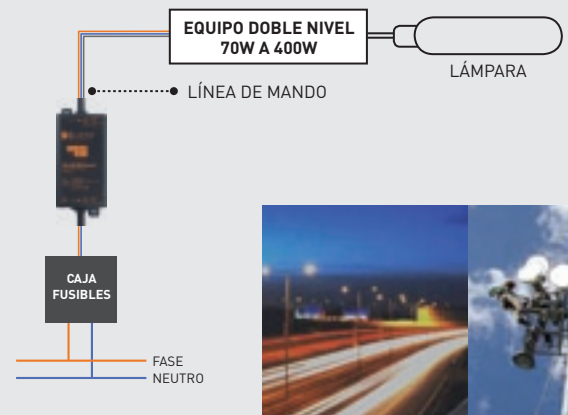 EQUIPO DOBLE NIVEL
70W A 400W
LÁMPARA
LÍNEA DE MANDO
CAJA
FUSIBLES
FASE
NEUTRO